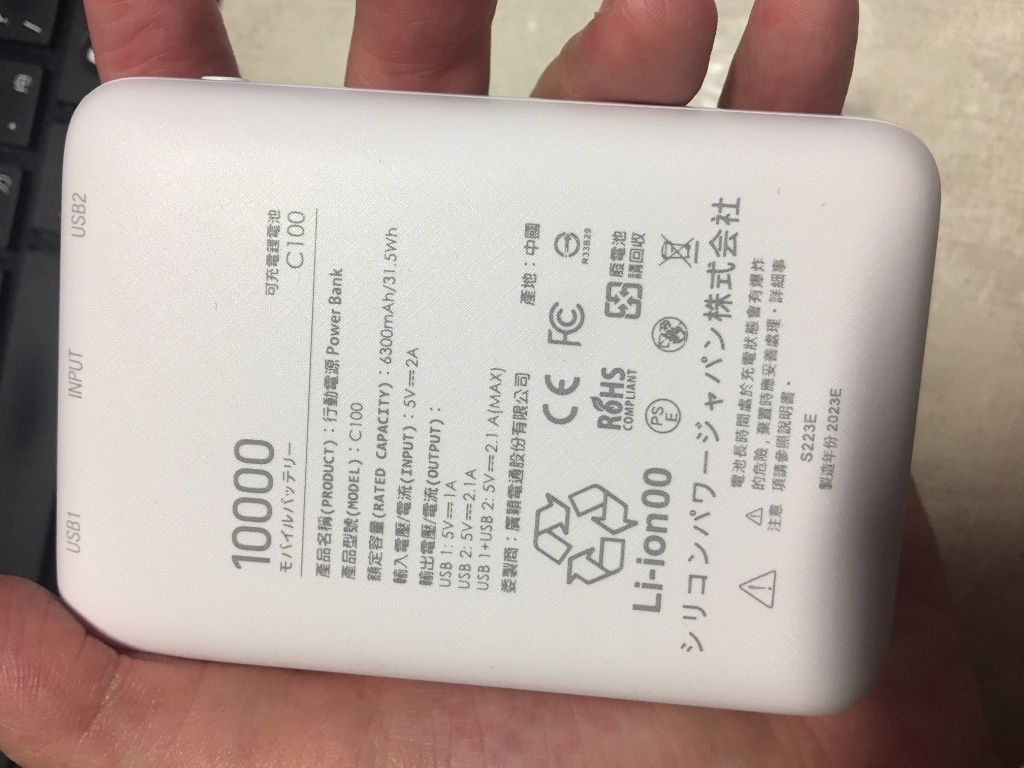 USB1 INPUT USB2
10000
モバイルバッテリー
可充電鋰電池
C100
產品名稱(PRODUCT):行動電源 Power Bank
產品型號(MODEL):C100
額定容量(RATED CAPACITY):6300mAh/31.5Wh
輸入電壓/電流(INPUT):5V⎓2A
輸出電壓/電流(OUTPUT):
USB 1: 5V⎓1A
USB 2: 5V⎓2.1A
USB 1+USB 2: 5V⎓2.1 A(MAX)
委製商:廣穎電通股份有限公司
產地:中國
CE FC
R33B29
RoHS
COMPLIANT
廢電池
請回收
PS
E
Li-ion00
シリコンパワージャパン株式会社
注意
電池長時間處於充電狀態會有爆炸
的危險,棄置時應妥善處理,詳細事
項請參照說明書。
S223E
製造年份 2023E